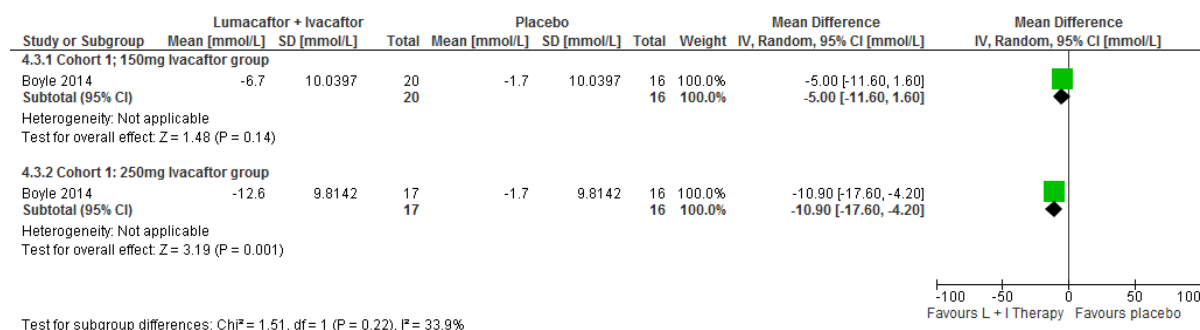 Lumacaftor + Ivacaftor Placebo Mean Difference Mean Difference
Study or Subgroup Mean [mmol/L] SD [mmol/L] Total Mean [mmol/L] SD [mmol/L] Total Weight IV, Random, 95% CI [mmol/L] IV, Random, 95% CI [mmol/L]
4.3.1 Cohort 1; 150mg Ivacaftor group
Boyle 2014 -6.7 10.0397 20 -1.7 10.0397 16 100.0% -5.00 [-11.60, 1.60]
Subtotal (95% CI) 20 16 100.0% -5.00 [-11.60, 1.60]
Heterogeneity: Not applicable
Test for overall effect: Z = 1.48 (P = 0.14)
4.3.2 Cohort 1: 250mg Ivacaftor group
Boyle 2014 -12.6 9.8142 17 -1.7 9.8142 16 100.0% -10.90 [-17.60, -4.20]
Subtotal (95% CI) 17 16 100.0% -10.90 [-17.60, -4.20]
Heterogeneity: Not applicable
Test for overall effect: Z = 3.19 (P = 0.001)
-100 -50 0 50 100
Favours L + I Therapy Favours placebo
Test for subgroup differences: Chi² = 1.51, df = 1 (P = 0.22), I² = 33.9%